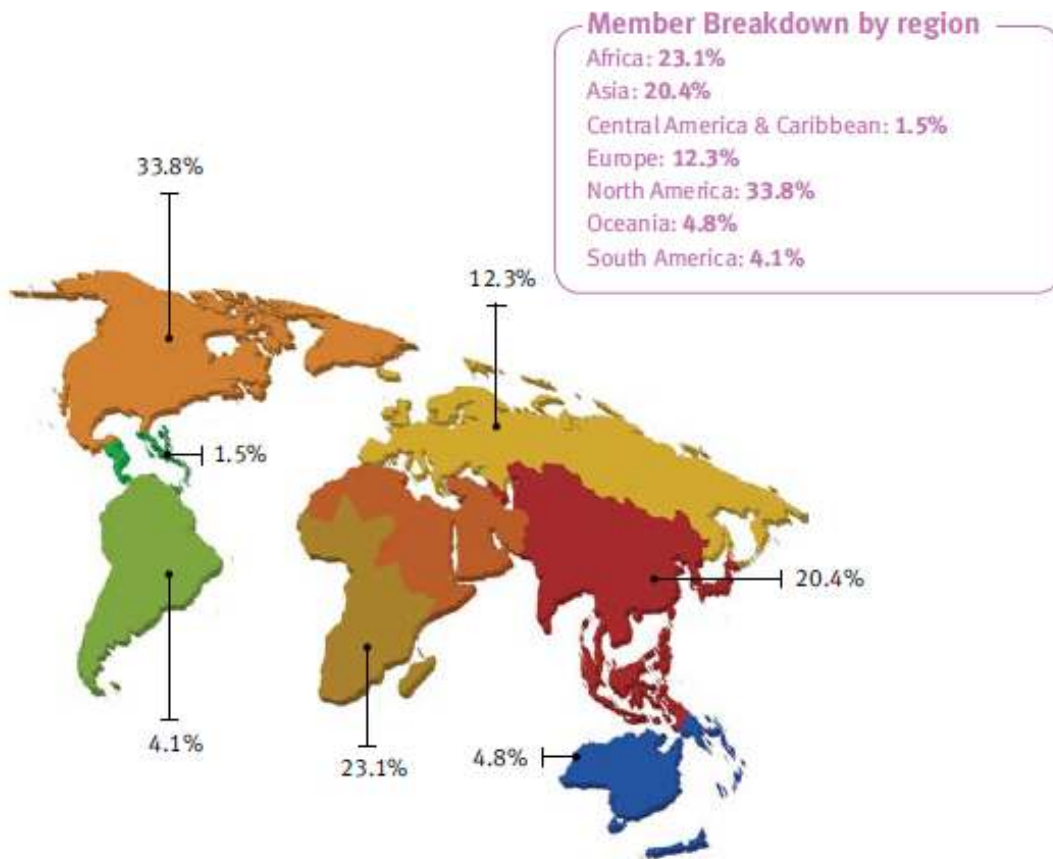 Member Breakdown by region
Africa: 23.1%
Asia: 20.4%
Central America & Caribbean: 1.5%
Europe: 12.3%
North America: 33.8%
Oceania: 4.8%
South America: 4.1%
33.8%
12.3%
1.5%
20.4%
4.1%
23.1%
4.8%